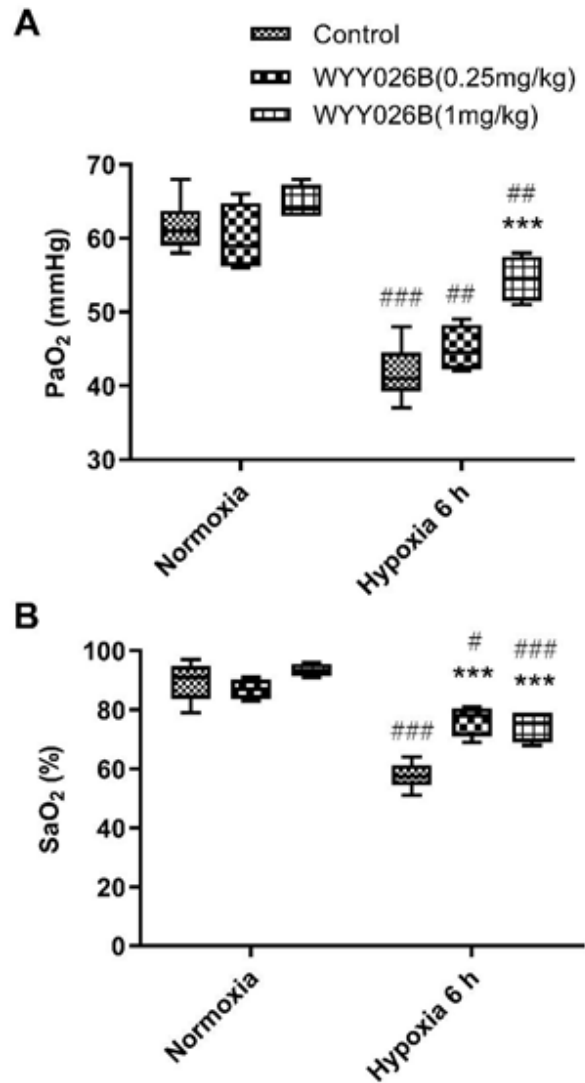 A
Control
WYY026B(0.25mg/kg)
WYY026B(1mg/kg)
PaO₂ (mmHg)
70
60
50
40
30
###
##
##
***
Normoxia
Hypoxia 6 h
B
SaO₂ (%)
100
80
60
40
20
0
###
#
***
###
***
Normoxia
Hypoxia 6 h